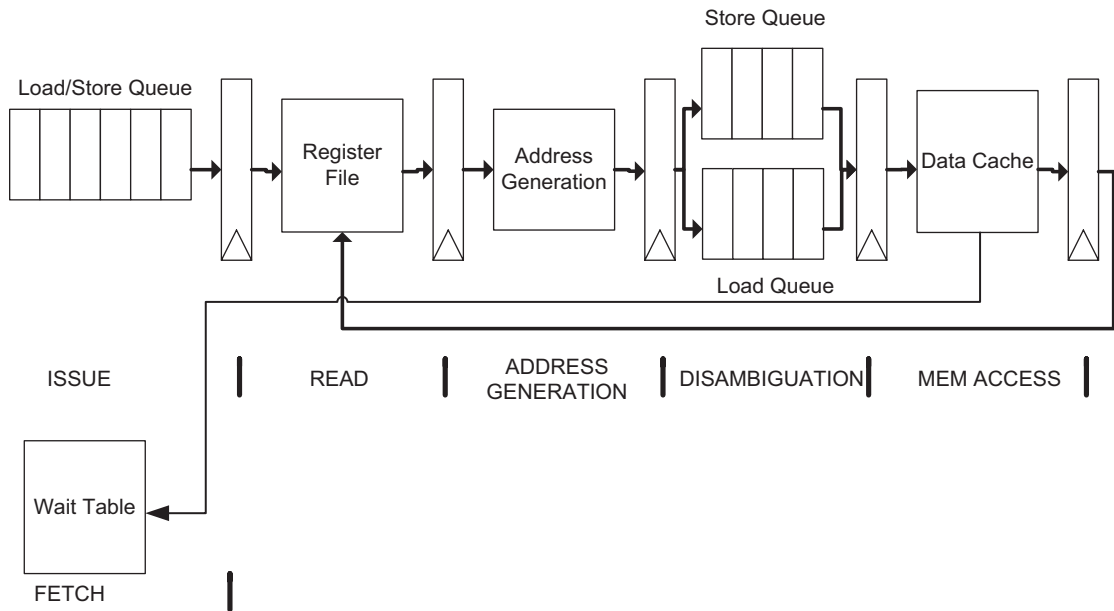 Store Queue
Load/Store Queue
Register
File
Address
Generation
Data Cache
Load Queue
ISSUE
READ
ADDRESS
GENERATION
DISAMBIGUATION
MEM ACCESS
Wait Table
FETCH